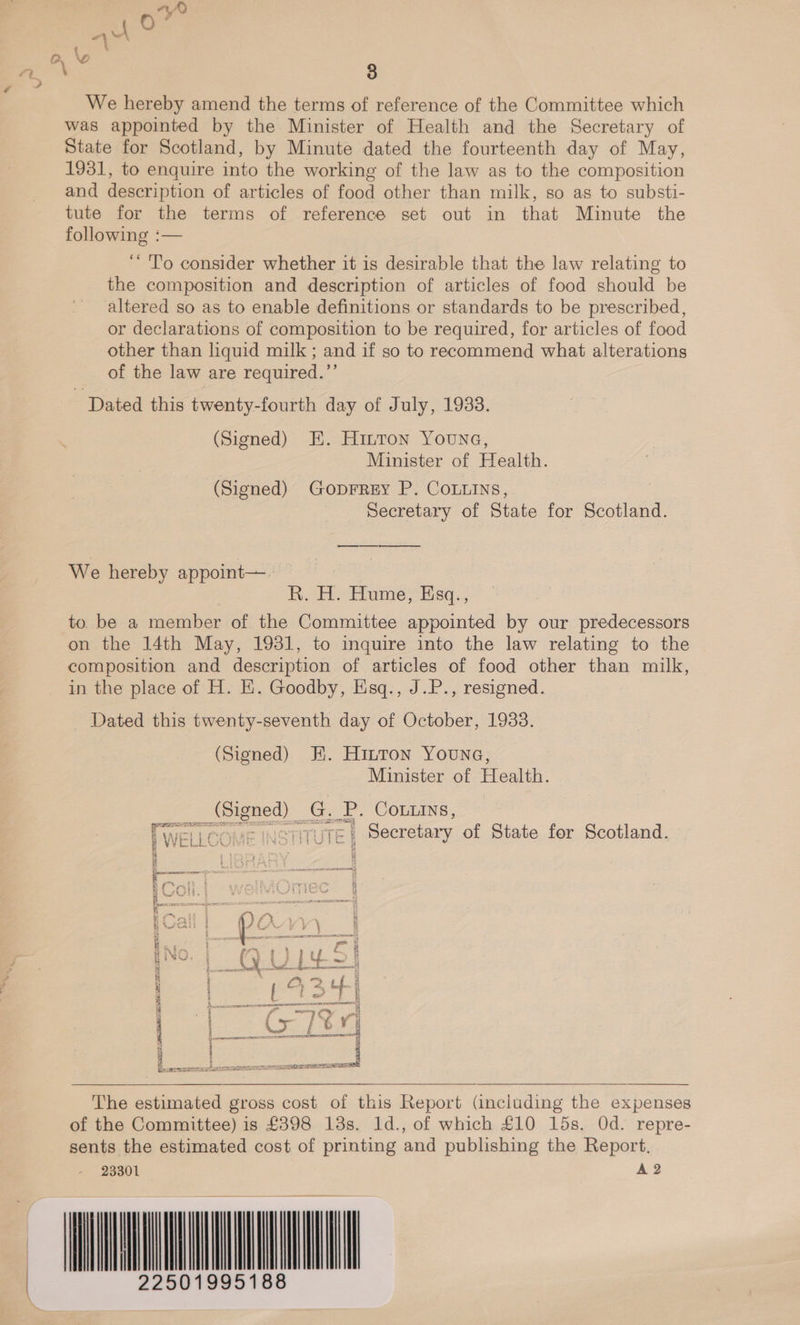 3
We hereby amend the terms of reference of the Committee which
was appointed by the Minister of Health and the Secretary of
State for Scotland, by Minute dated the fourteenth day of May,
1931, to enquire into the working of the law as to the composition
and description of articles of food other than milk, so as to substi-
tute for the terms of reference set out in that Minute the
following :—
“ To consider whether it is desirable that the law relating to
the composition and description of articles of food should be
altered so as to enable definitions or standards to be prescribed,
or declarations of composition to be required, for articles of food
other than liquid milk ; and if so to recommend what alterations
of the law are required.”
Dated this twenty-fourth day of July, 1933.
(Signed) E. HILTON YOUNG,
Minister of Health.
(Signed) GODFREY P. COLLINS,
Secretary of State for Scotland.
We hereby appoint—
R. H. Hume, Esq.,
to be a member of the Committee appointed by our predecessors
on the 14th May, 1931, to inquire into the law relating to the
composition and description of articles of food other than milk,
in the place of H. E. Goodby, Esq., J.P., resigned.
Dated this twenty-seventh day of October, 1933.
(Signed) E. HILTON YOUNG,
Minister of Health.
(Signed) G. P. COLLINS,
Secretary of State for Scotland.
WELLCOME INSTITUTE
LIBRARY
Coll. welMOmec
Call pam
No. QU145
1934
G78r
The estimated gross cost of this Report (including the expenses
of the Committee) is £398 13s. 1d., of which £10 15s. 0d. repre-
sents the estimated cost of printing and publishing the Report.
23301 A 2
22501995188